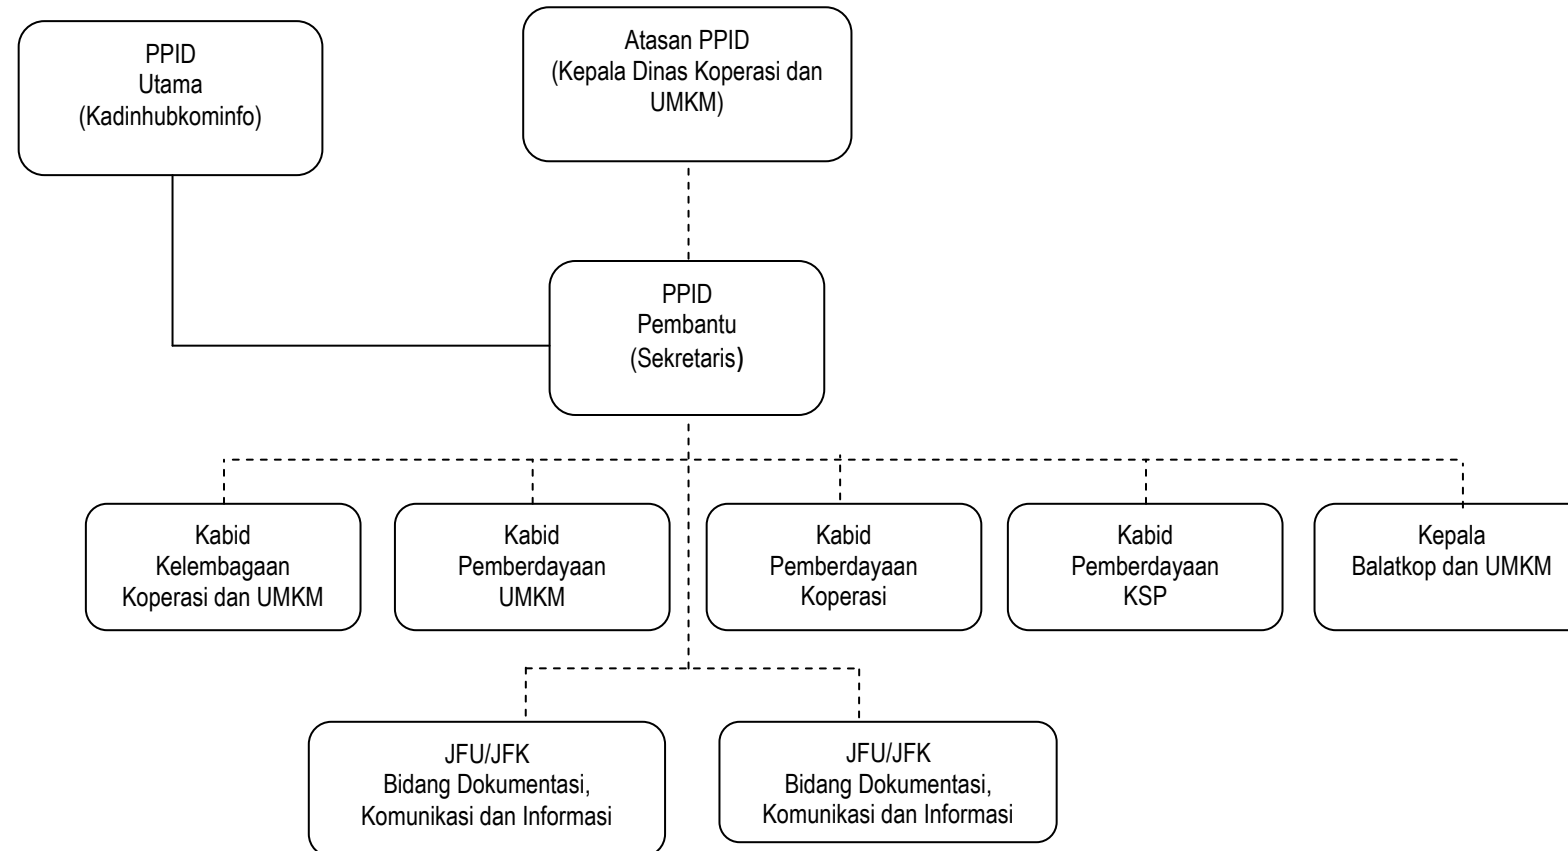 PPID
Utama
(Kadinhubkominfo)
Atasan PPID
(Kepala Dinas Koperasi dan
UMKM)
PPID
Pembantu
(Sekretaris)
Kabid
Kelembagaan
Koperasi dan UMKM
Kabid
Pemberdayaan
UMKM
Kabid
Pemberdayaan
Koperasi
Kabid
Pemberdayaan
KSP
Kepala
Balatkop dan UMKM
JFU/JFK
Bidang Dokumentasi,
Komunikasi dan Informasi
JFU/JFK
Bidang Dokumentasi,
Komunikasi dan Informasi